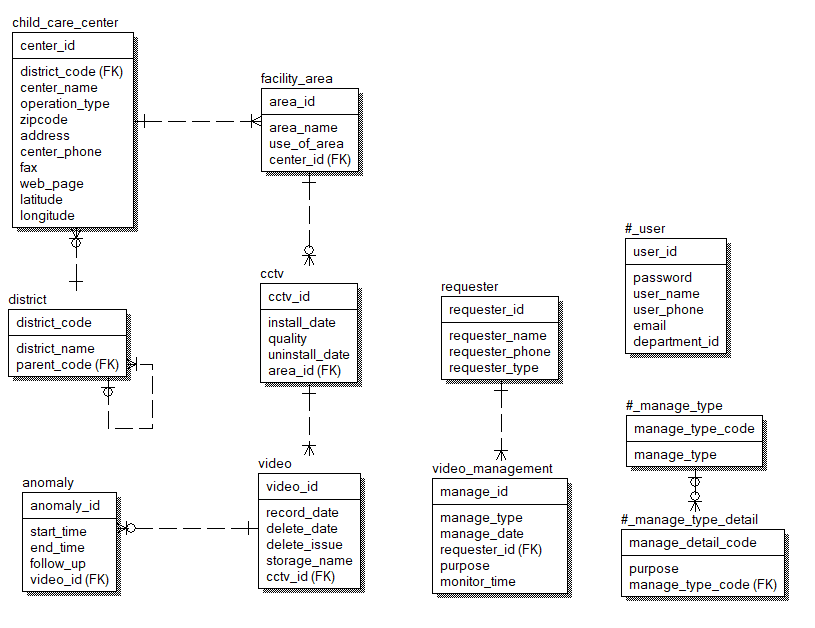 child_care_center
center_id
district_code (FK)
center_name
operation_type
zipcode
address
center_phone
fax
web_page
latitude
longitude
facility_area
area_id
area_name
use_of_area
center_id (FK)
district
district_code
district_name
parent_code (FK)
cctv
cctv_id
install_date
quality
uninstall_date
area_id (FK)
requester
requester_id
requester_name
requester_phone
requester_type
#_user
user_id
password
user_name
user_phone
email
department_id
#_manage_type
manage_type_code
manage_type
anomaly
anomaly_id
start_time
end_time
follow_up
video_id (FK)
video
video_id
record_date
delete_date
delete_issue
storage_name
cctv_id (FK)
video_management
manage_id
manage_type
manage_date
requester_id (FK)
purpose
monitor_time
#_manage_type_detail
manage_detail_code
purpose
manage_type_code (FK)